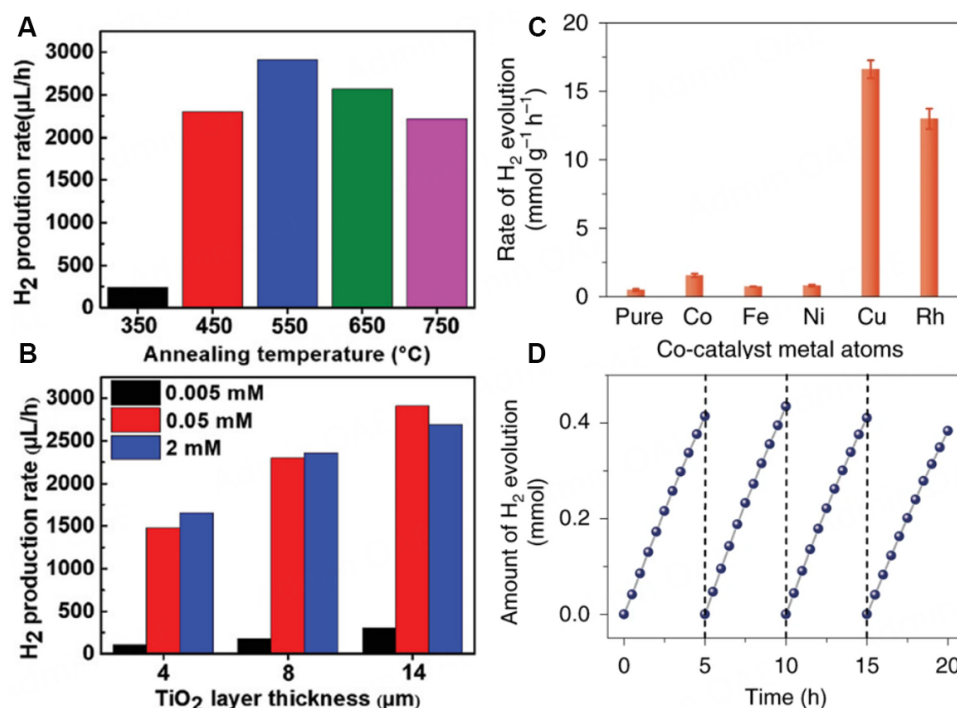 A
H2 production rate(µL/h)
3000
2500
2000
1500
1000
500
0
350 450 550 650 750
Annealing temperature (°C)
B
H2 production rate (µL/h)
3000
2500
2000
1500
1000
500
0
0.005 mM
0.05 mM
2 mM
4 8 14
TiO2 layer thickness (µm)
C
Rate of H2 evolution
(mmol g−1 h−1)
20
15
10
5
0
Pure Co Fe Ni Cu Rh
Co-catalyst metal atoms
D
Amount of H2 evolution
(mmol)
0.4
0.2
0.0
0 5 10 15 20
Time (h)